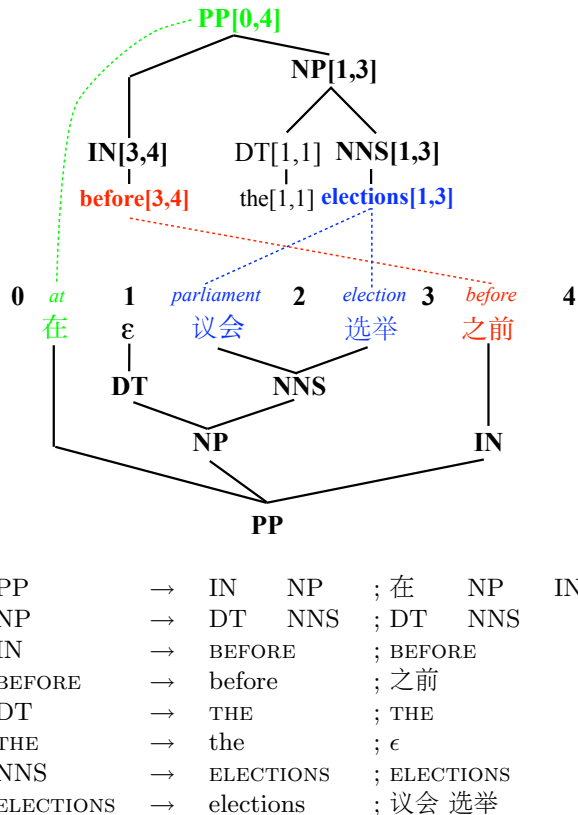 PP[0,4]
NP[1,3]
IN[3,4] DT[1,1] NNS[1,3]
before[3,4] the[1,1] elections[1,3]
0 at 1 parliament 2 election 3 before 4
在 ε 议会 选举 之前
DT NNS
NP IN
PP
PP → IN NP ; 在 NP IN
NP → DT NNS ; DT NNS
IN → BEFORE ; BEFORE
BEFORE → before ; 之前
DT → THE ; THE
THE → the ; ϵ
NNS → ELECTIONS ; ELECTIONS
ELECTIONS → elections ; 议会 选举